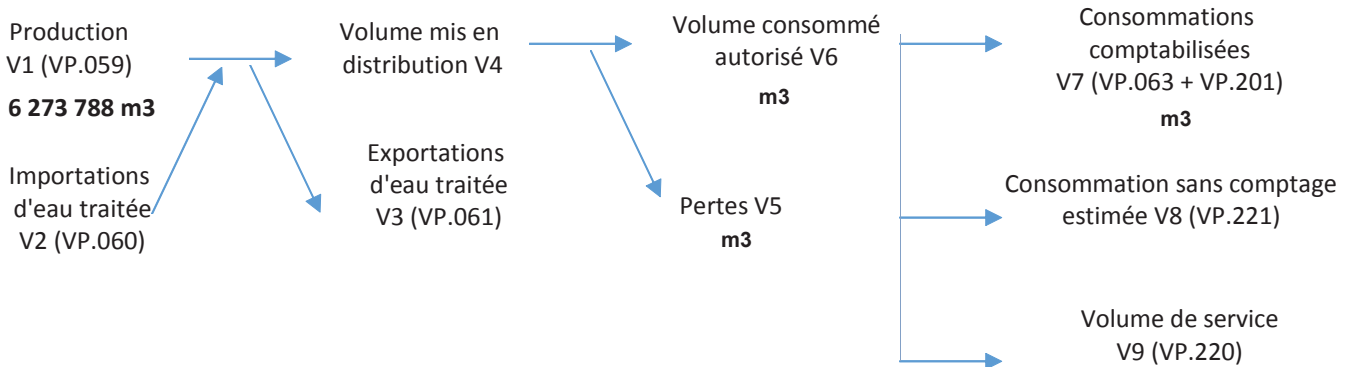 Production
V1 (VP.059)
6 273 788 m3
Importations
d'eau traitée
V2 (VP.060)
Volume mis en
distribution V4
Exportations
d'eau traitée
V3 (VP.061)
Volume consommé
autorisé V6
m3
Pertes V5
m3
Consommations
comptabilisées
V7 (VP.063 + VP.201)
m3
Consommation sans comptage
estimée V8 (VP.221)
Volume de service
V9 (VP.220)